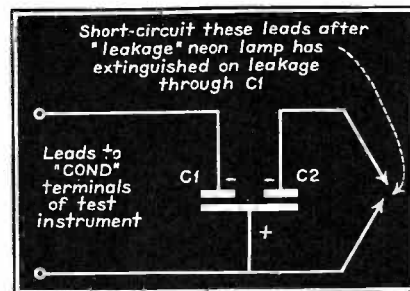 Short-circuit these leads after
"leakage" neon lamp has
extinguished on leakage
through C1
Leads to
"COND"
terminals
of test
instrument
C1
-
-
C2
+